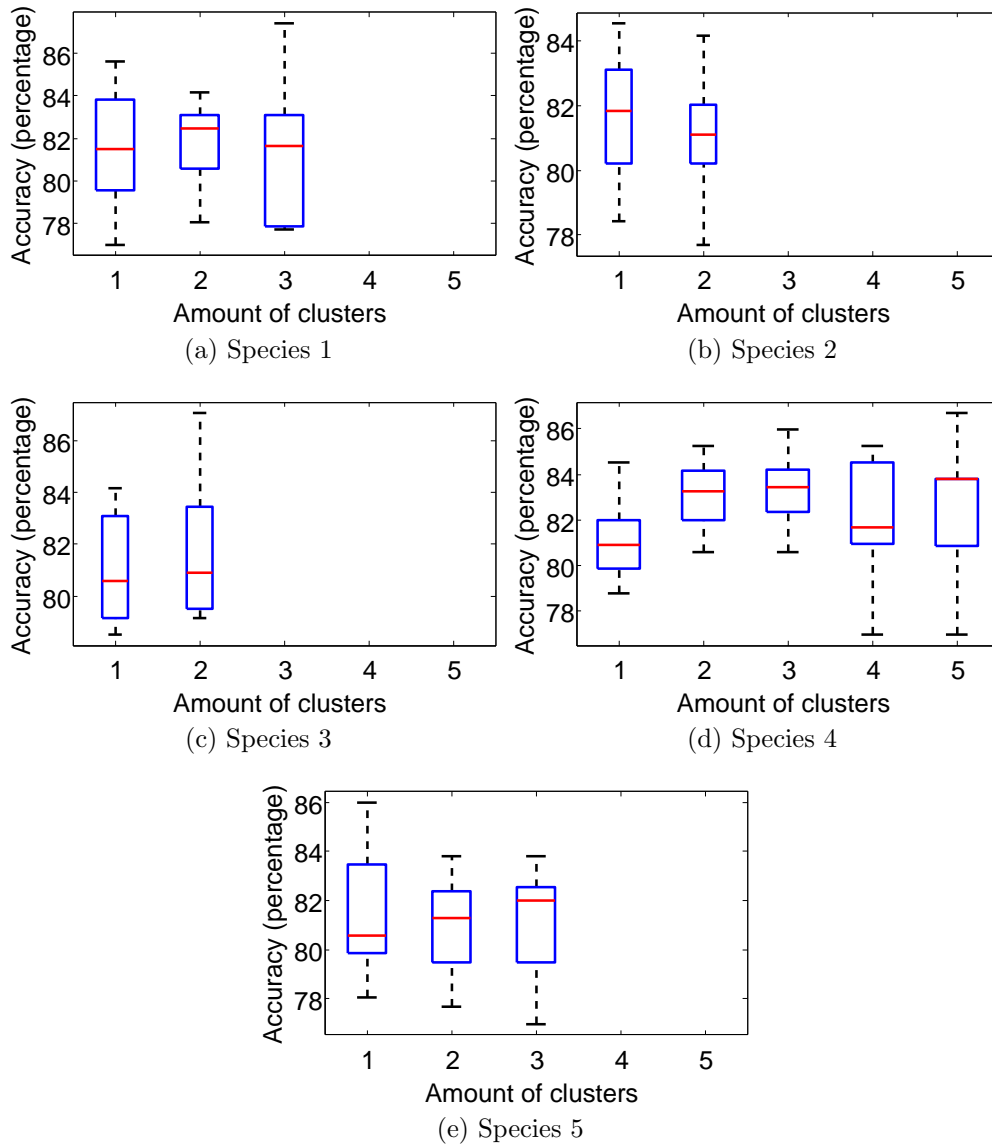 Accuracy (percentage)
86
84
82
80
78
1 2 3 4 5
Amount of clusters
(a) Species 1
Accuracy (percentage)
84
82
80
78
1 2 3 4 5
Amount of clusters
(b) Species 2
Accuracy (percentage)
86
84
82
80
1 2 3 4 5
Amount of clusters
(c) Species 3
Accuracy (percentage)
86
84
82
80
78
1 2 3 4 5
Amount of clusters
(d) Species 4
Accuracy (percentage)
86
84
82
80
78
1 2 3 4 5
Amount of clusters
(e) Species 5